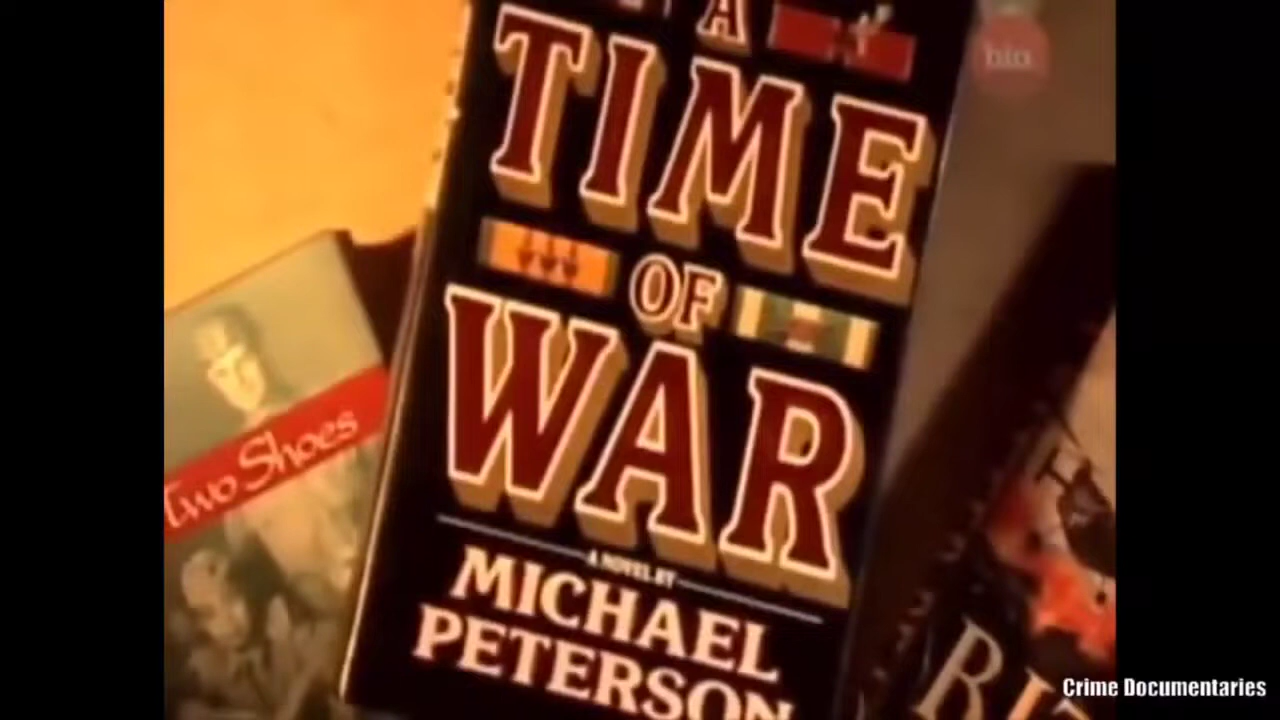 A
TIME
OF
WAR
A NOVEL BY
MICHAEL
PETERSON
Two Shoes
bio.
Crime Documentaries